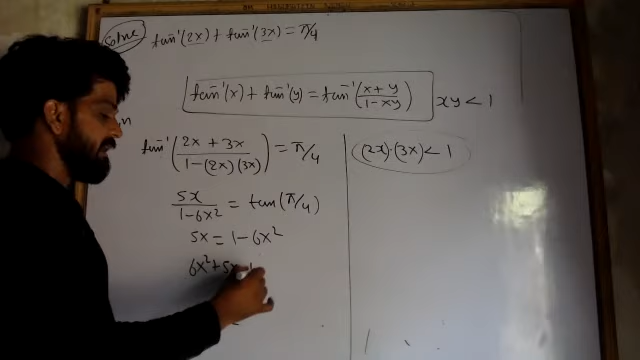 Solve tan⁻¹(2x) + tan⁻¹(3x) = π/4
tan⁻¹(x) + tan⁻¹(y) = tan⁻¹((x + y)/(1 - xy)) xy < 1
tan⁻¹((2x + 3x)/(1 - (2x)(3x))) = π/4
(2x)·(3x) < 1
5x/(1 - 6x²) = tan(π/4)
5x = 1 - 6x²
6x² + 5x